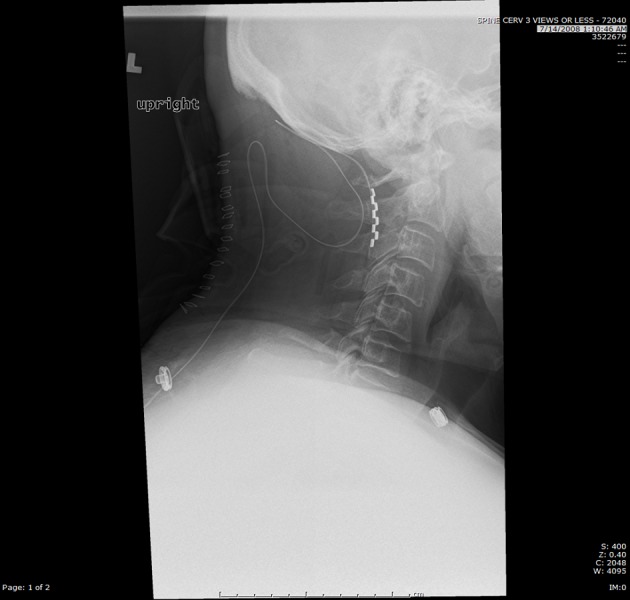 SPINE CERV 3 VIEWS OR LESS - 72040
7/14/2008 1:10:46 AM
3522679
---
---
---
L
upright
S: 400
Z: 0.40
C: 2048
W: 4095
Page: 1 of 2
cm
IM:0